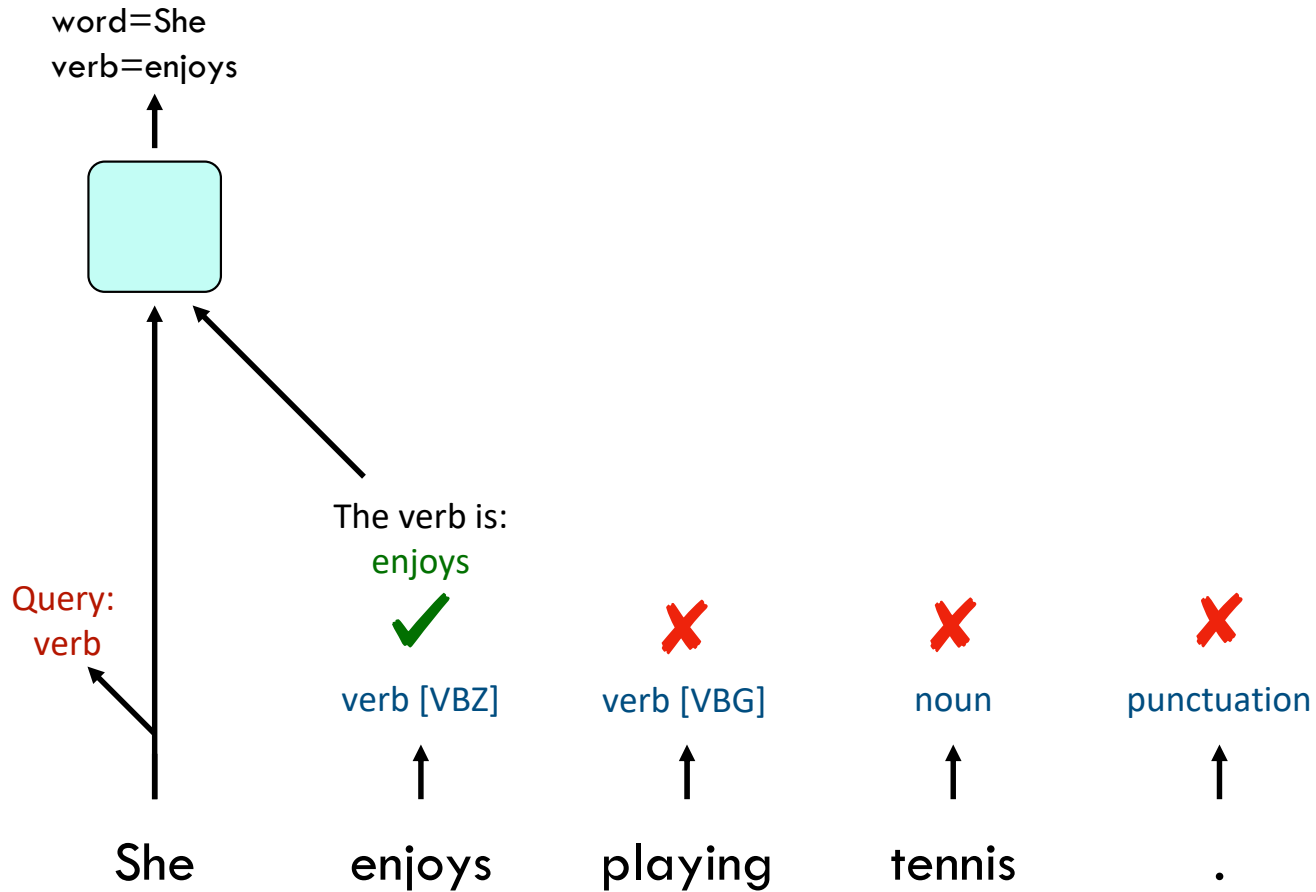 word=She
verb=enjoys
The verb is:
enjoys
Query:
verb
verb [VBZ] verb [VBG] noun punctuation
She enjoys playing tennis .